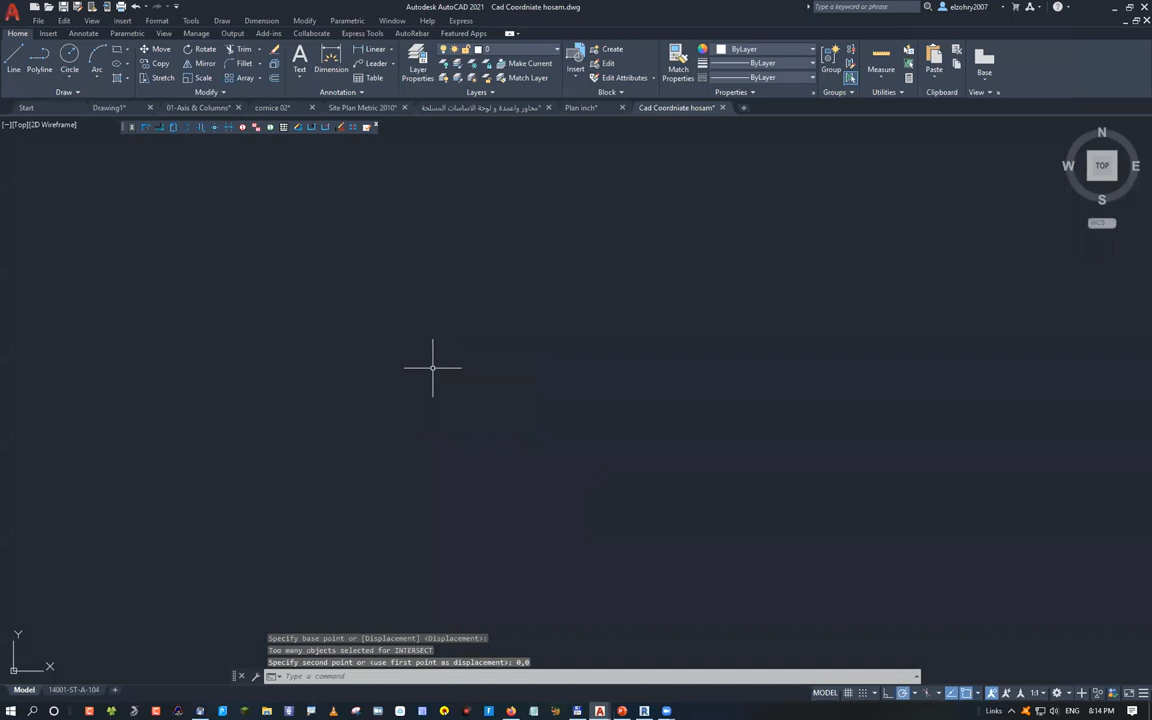 Autodesk AutoCAD 2021 Cad Coordniate hosam.dwg
Type a keyword or phrase
elzohry2007
File Edit View Insert Format Tools Draw Dimension Modify Parametric Window Help Express
Home Insert Annotate Parametric View Manage Output Add-ins Collaborate Express Tools AutoRebar Featured Apps
Line Polyline Circle Arc
Move Rotate Trim
Copy Mirror Fillet
Stretch Scale Array
Text Dimension
Linear
Leader
Table
Layer Properties
0
Make Current
Match Layer
Insert
Create
Edit
Edit Attributes
Match Properties
ByLayer
ByLayer
ByLayer
Group
Measure
Paste
Base
Draw Modify Annotation Layers Block Properties Groups Utilities Clipboard View
Start Drawing1* 01-Axis & Columns* cornice 02* Site Plan Metric 2010* محاور واعمدة و لوحة الاساسات المسلحة* Plan inch* Cad Coordniate hosam*
[−][Top][2D Wireframe]
N
W TOP E
S
WCS
Y
X
Specify base point or [Displacement] <Displacement>:
Too many objects selected for INTERSECT
Specify second point or <use first point as displacement>: 0,0
Type a command
Model 14001-ST-A-104
MODEL 1:1
Links ENG 8:14 PM